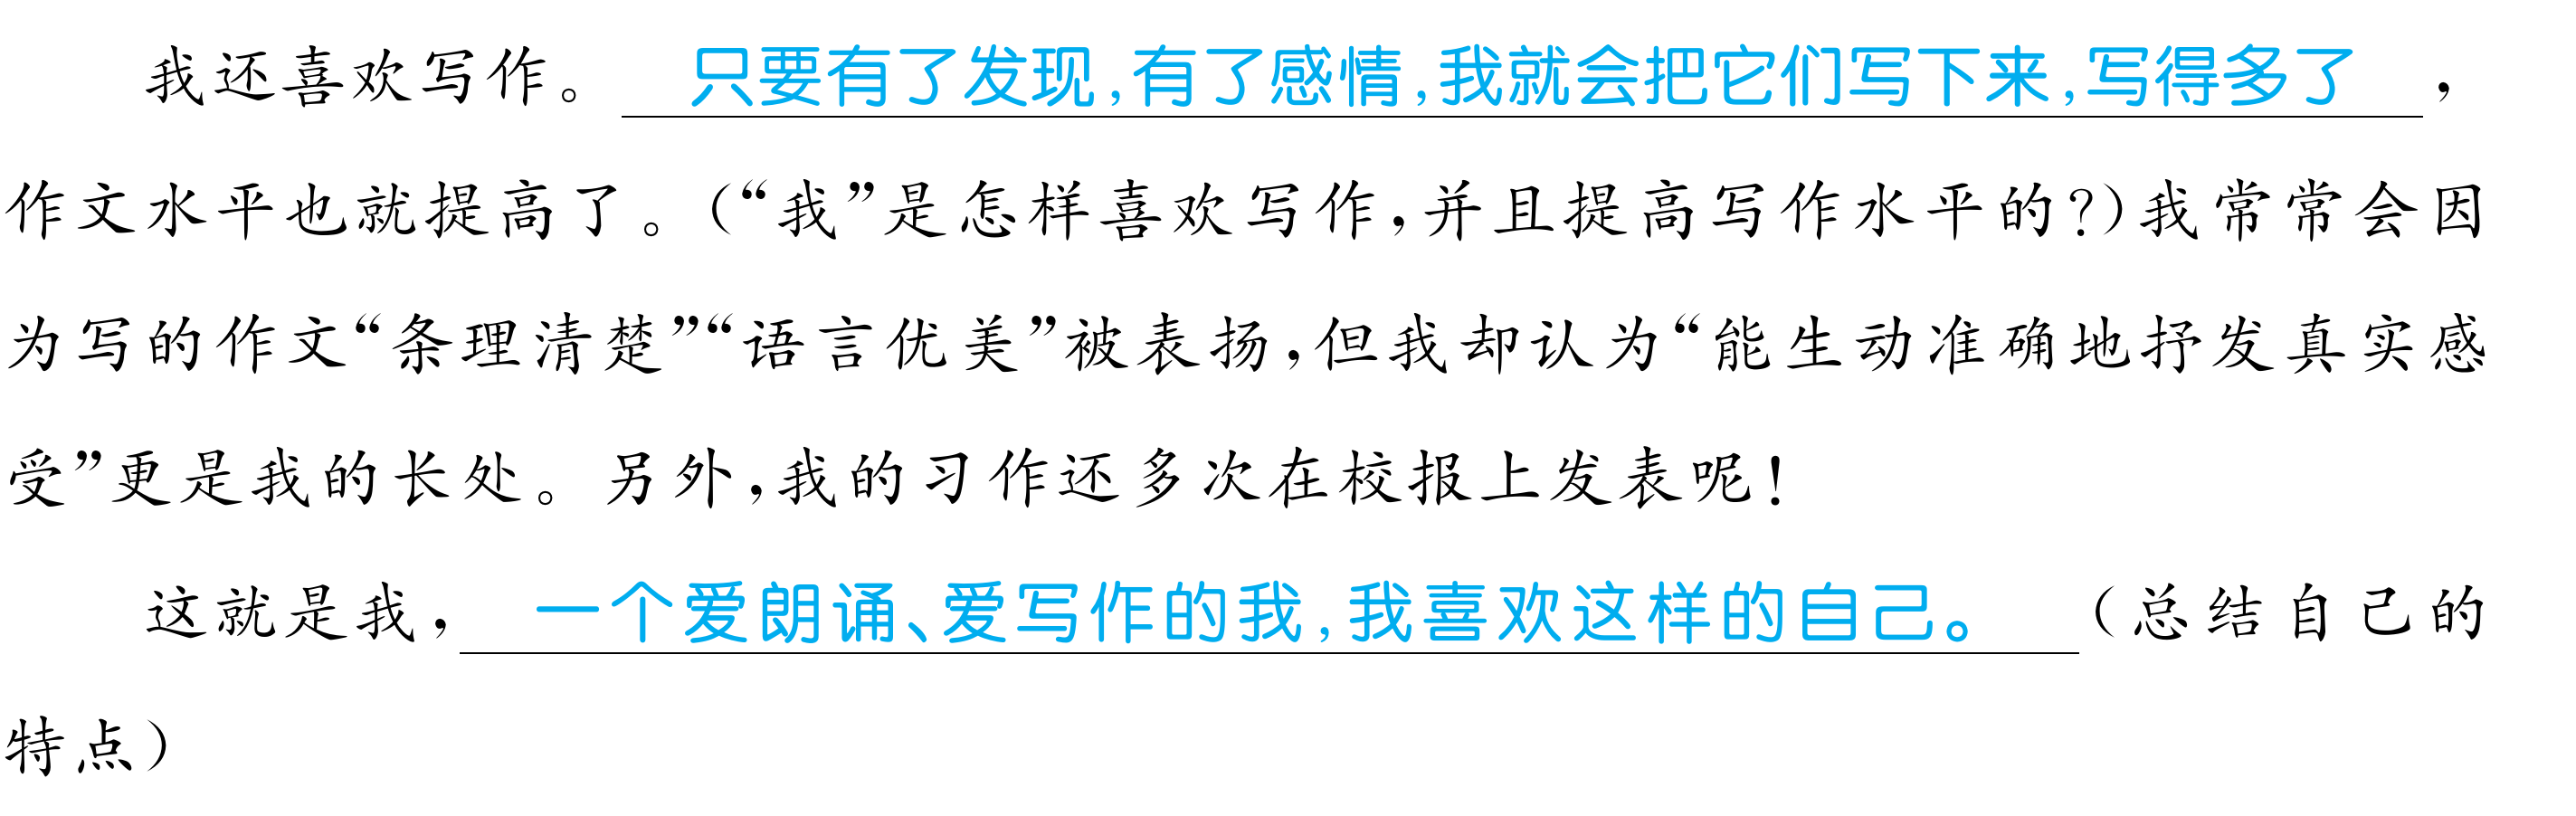 我还喜欢写作。 只要有了发现,有了感情,我就会把它们写下来,写得多了 ,
作文水平也就提高了。(“我”是怎样喜欢写作,并且提高写作水平的?)我常常会因
为写的作文“条理清楚”“语言优美”被表扬,但我却认为“能生动准确地抒发真实感
受”更是我的长处。另外,我的习作还多次在校报上发表呢!
这就是我, 一个爱朗诵、爱写作的我,我喜欢这样的自己。 (总结自己的
特点)